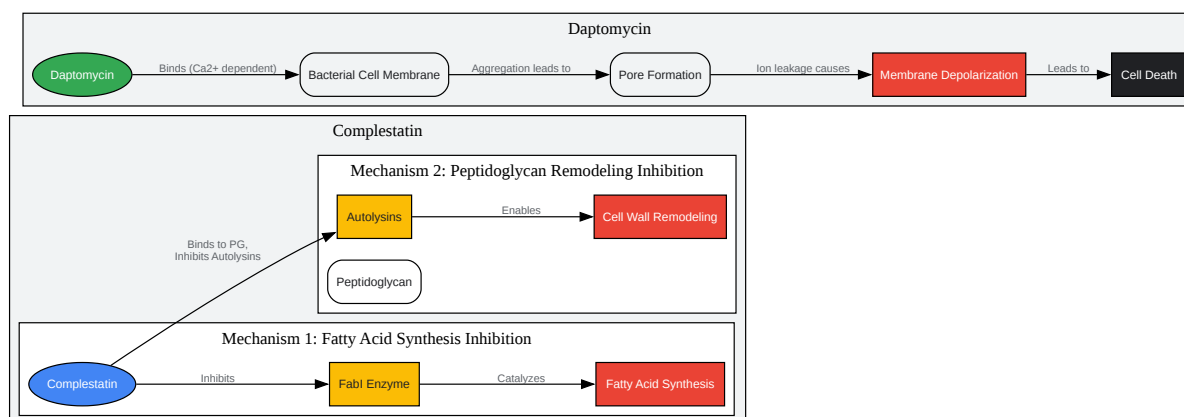 Daptomycin
Daptomycin
Binds (Ca2+ dependent)
Bacterial Cell Membrane
Aggregation leads to
Pore Formation
Ion leakage causes
Membrane Depolarization
Leads to
Cell Death
Complestatin
Mechanism 2: Peptidoglycan Remodeling Inhibition
Autolysins
Enables
Cell Wall Remodeling
Binds to PG,
Inhibits Autolysins
Peptidoglycan
Mechanism 1: Fatty Acid Synthesis Inhibition
Complestatin
Inhibits
FabI Enzyme
Catalyzes
Fatty Acid Synthesis